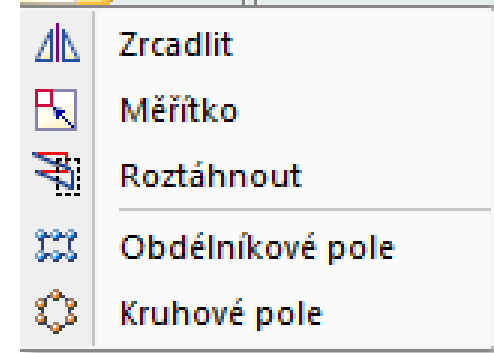 Zrcadlit
Měřítko
Roztáhnout
Obdélníkové pole
Kruhové pole